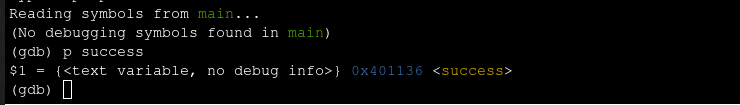 Reading symbols from main...
(No debugging symbols found in main)
(gdb) p success
$1 = {<text variable, no debug info>} 0x401136 <success>
(gdb)